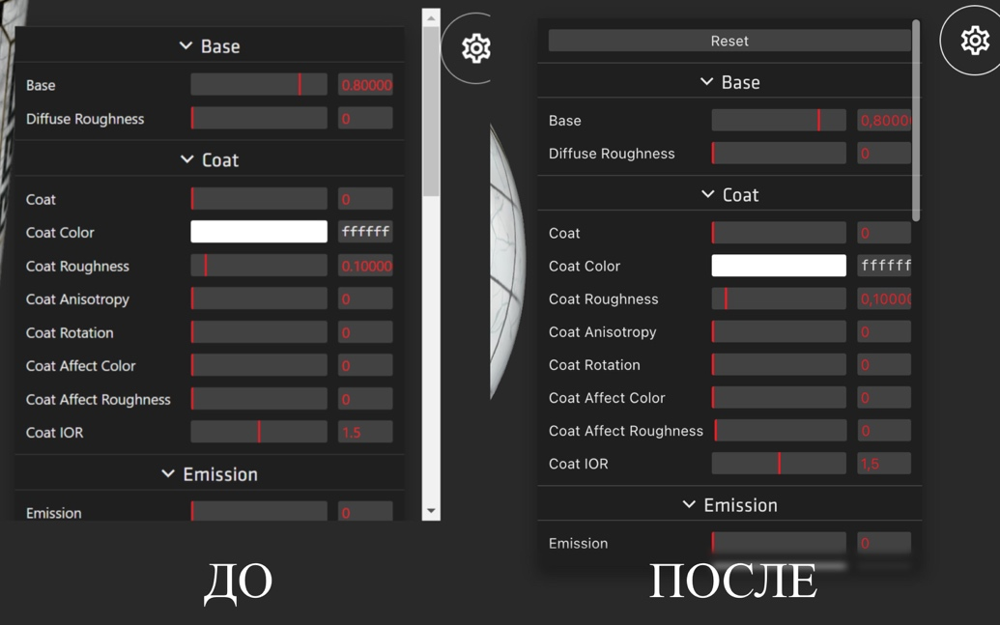 Base
Base 0.80000
Diffuse Roughness 0
Coat
Coat 0
Coat Color ffffff
Coat Roughness 0.10000
Coat Anisotropy 0
Coat Rotation 0
Coat Affect Color 0
Coat Affect Roughness 0
Coat IOR 1.5
Emission
Emission 0
ДО
Reset
Base
Base 0,8000
Diffuse Roughness 0
Coat
Coat 0
Coat Color ffffff
Coat Roughness 0,1000
Coat Anisotropy 0
Coat Rotation 0
Coat Affect Color 0
Coat Affect Roughness 0
Coat IOR 1,5
Emission
Emission 0
ПОСЛЕ